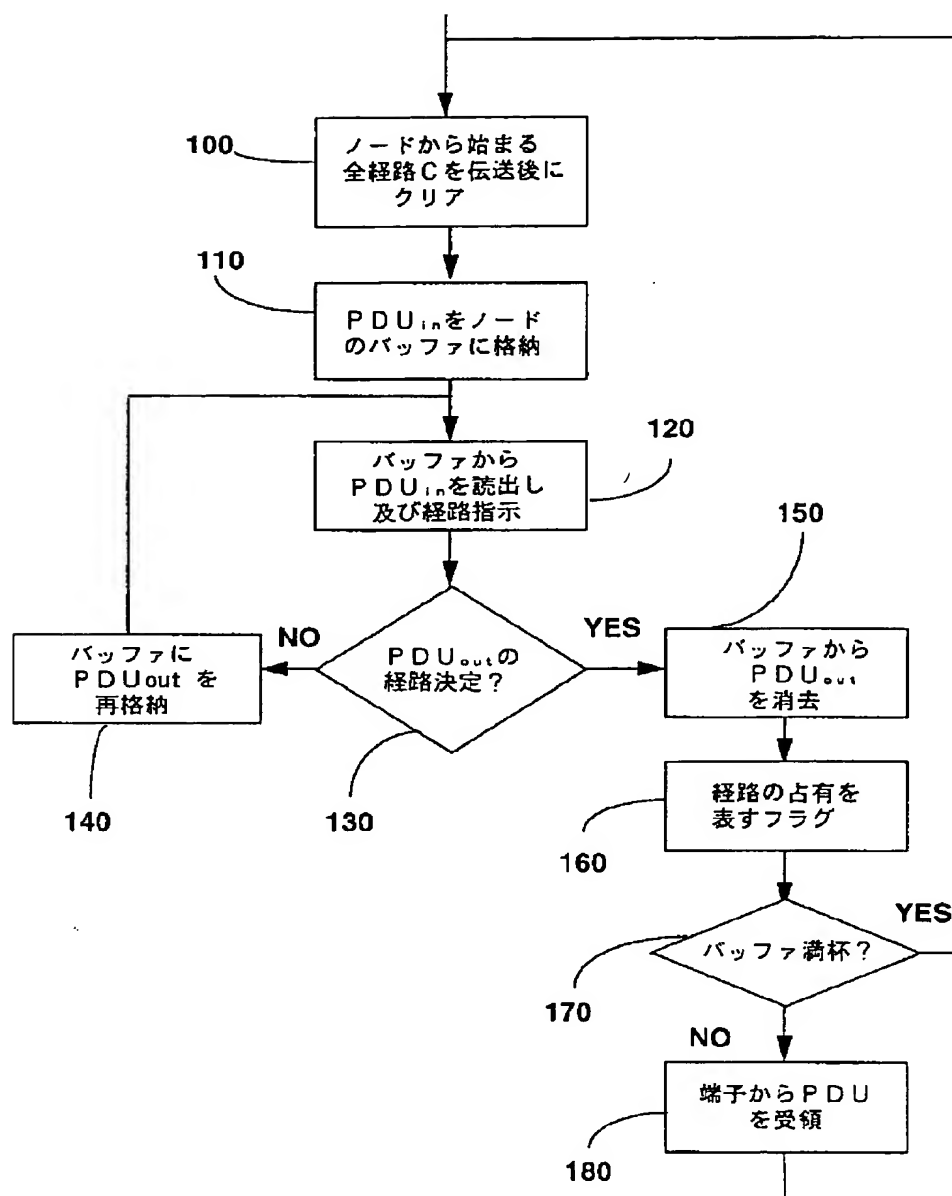 100
ノードから始まる
全経路Cを伝送後に
クリア
110
PDUinをノード
のバッファに格納
120
バッファから
PDUinを読出し
及び経路指示
150
NO
YES
バッファに
PDUout を
再格納
PDUoutの
経路決定?
バッファから
PDUout
を消去
140
130
経路の占有を
表すフラグ
160
YES
バッファ満杯?
170
NO
端子からPDU
を受領
180